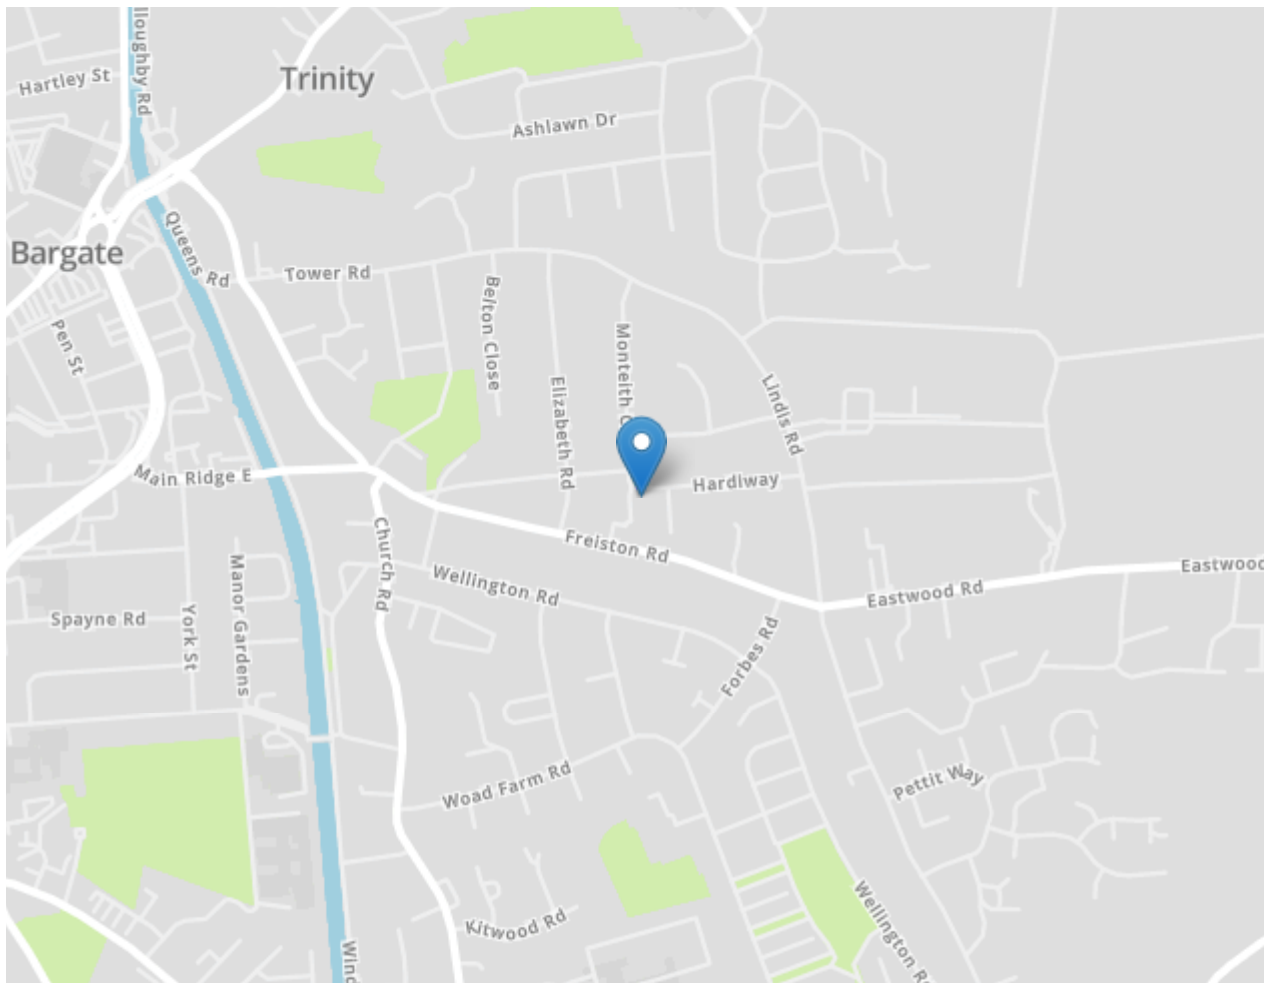 lloughby Rd
Hartley St
Trinity
Ashlawn Dr
Queens Rd
Bargate
Tower Rd
Belton Close
Pen St
Monteith C
Elizabeth Rd
Lindis Rd
Main Ridge E
Hardiway
Church Rd
Freiston Rd
Wellington Rd
Eastwood Rd
Eastwood
Manor Gardens
Spayne Rd
York St
Forbes Rd
Woad Farm Rd
Pettit Way
Kitwood Rd
Wellington Rd
Wind